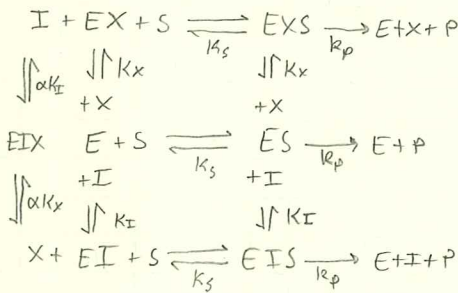 I + EX + S ⇌ EXS → E+X+P
Ks kp
αKI Kx Kx
+X +X
EIX E + S ⇌ ES → E+P
Ks kp
+I +I
αKx KI KI
X + EI + S ⇌ EIS → E+I+P
Ks kp